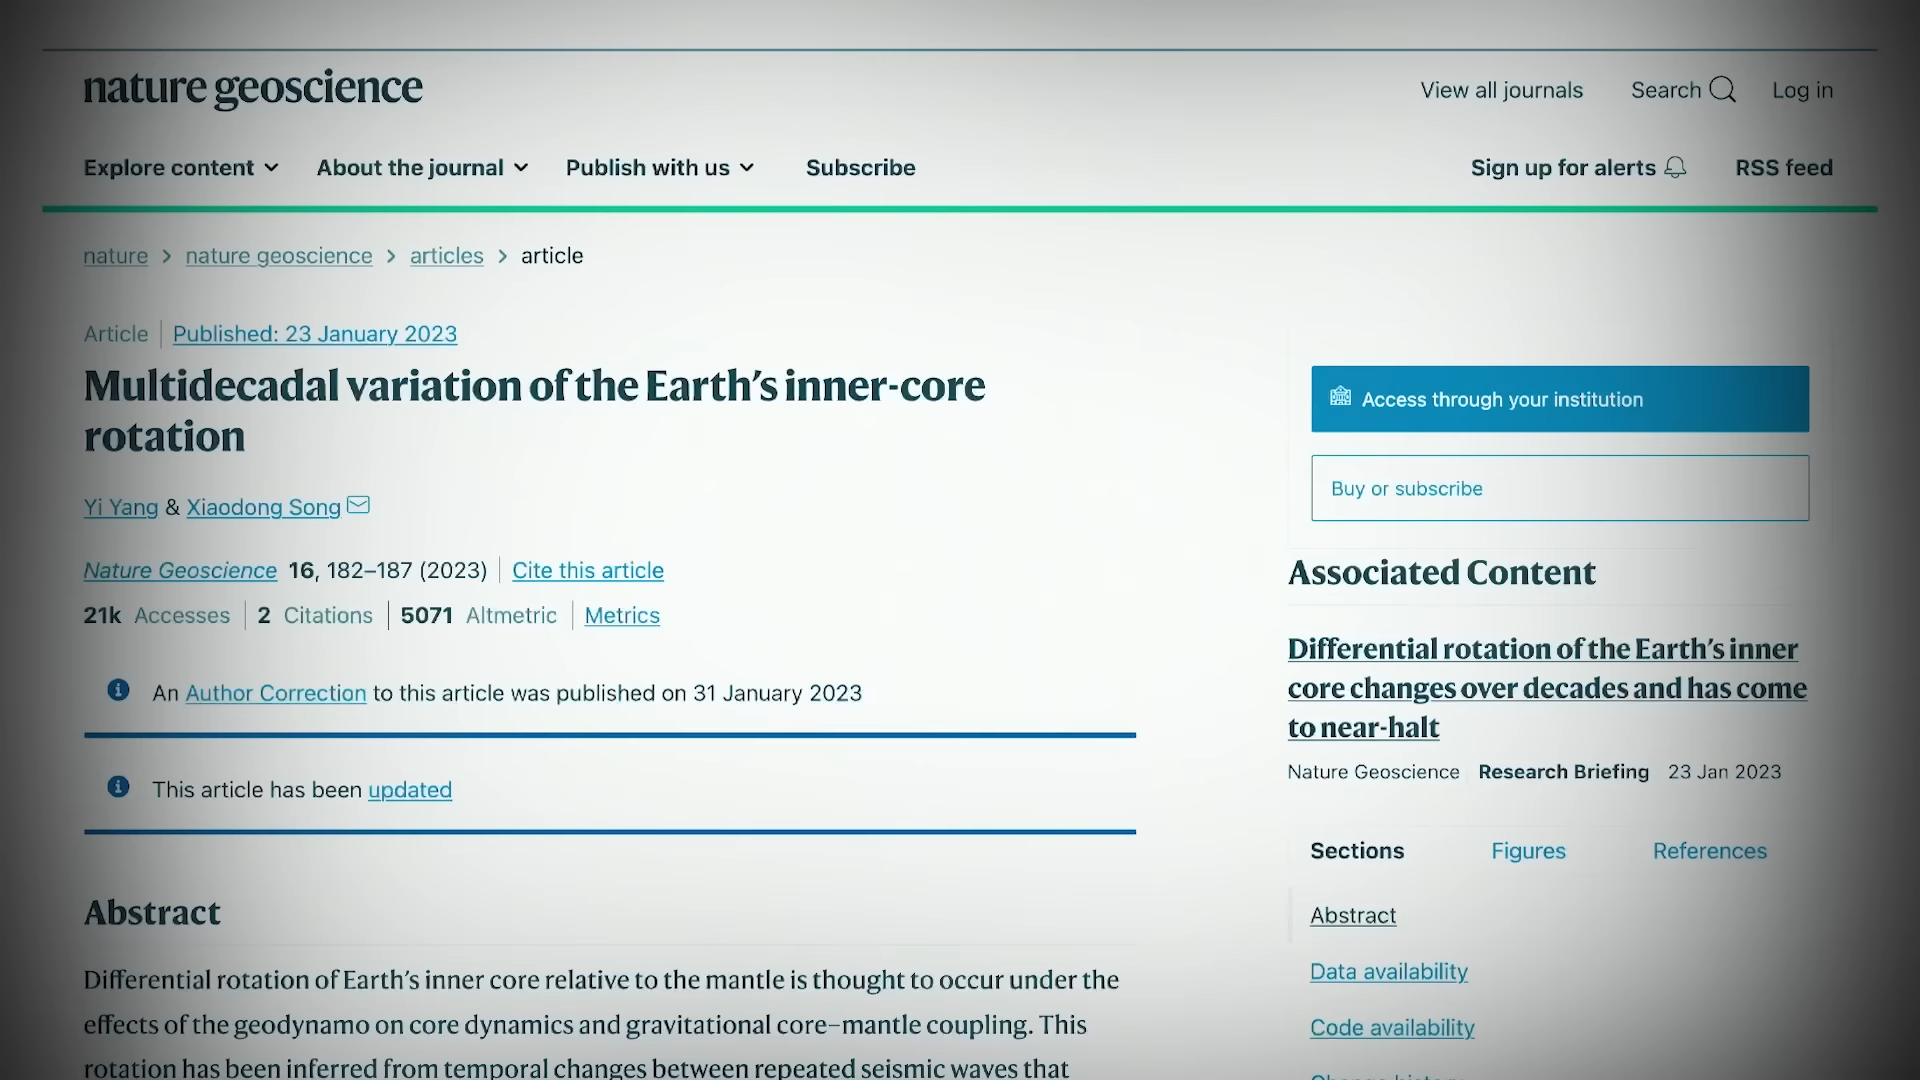 nature geoscience
View all journals Search Log in
Explore content About the journal Publish with us Subscribe
Sign up for alerts RSS feed
nature > nature geoscience > articles > article
Article Published: 23 January 2023
Multidecadal variation of the Earth’s inner-core
rotation
Yi Yang & Xiaodong Song
Nature Geoscience 16, 182–187 (2023) Cite this article
21k Accesses 2 Citations 5071 Altmetric Metrics
An Author Correction to this article was published on 31 January 2023
This article has been updated
Abstract
Differential rotation of Earth’s inner core relative to the mantle is thought to occur under the
effects of the geodynamo on core dynamics and gravitational core–mantle coupling. This
rotation has been inferred from temporal changes between repeated seismic waves that
Access through your institution
Buy or subscribe
Associated Content
Differential rotation of the Earth’s inner
core changes over decades and has come
to near-halt
Nature Geoscience Research Briefing 23 Jan 2023
Sections Figures References
Abstract
Data availability
Code availability